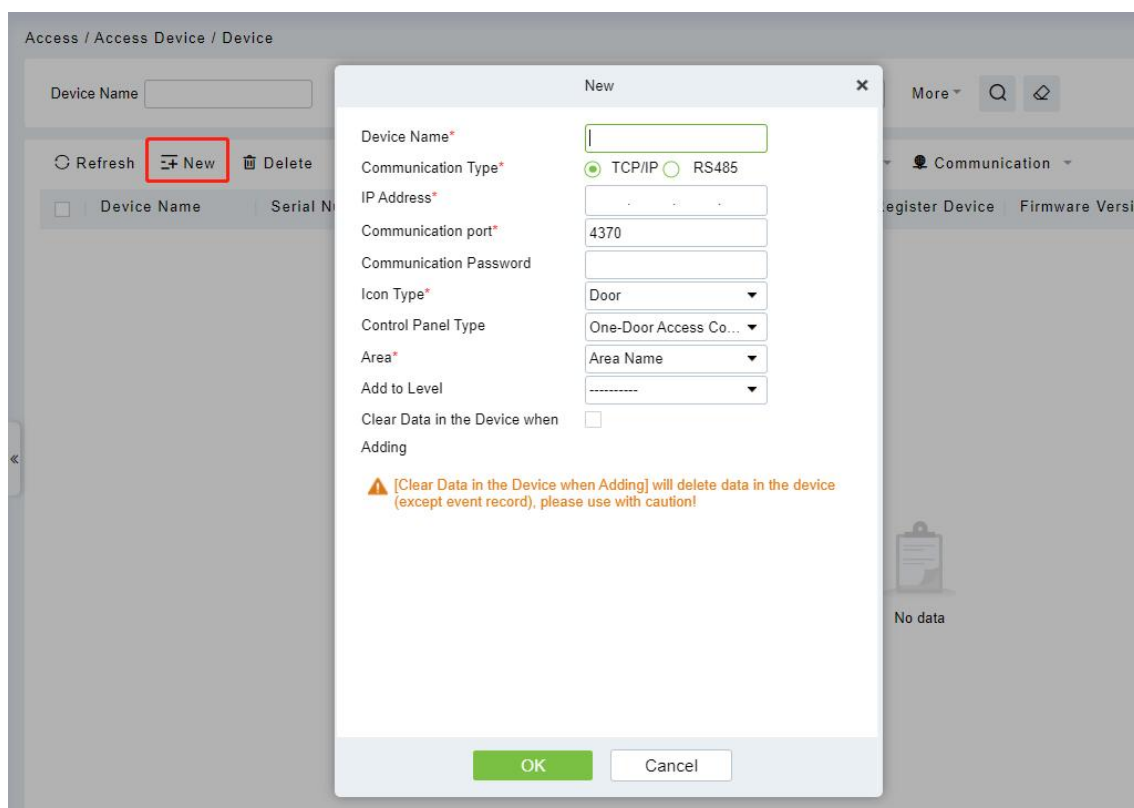 Access / Access Device / Device
New
Device Name
More
Refresh
New
Delete
Communication
Device Name
Serial N
egister Device
Firmware Versi
Device Name*
Communication Type*
TCP/IP
RS485
IP Address*
. . .
Communication port*
4370
Communication Password
Icon Type*
Door
Control Panel Type
One-Door Access Co...
Area*
Area Name
Add to Level
----------
Clear Data in the Device when
Adding
[Clear Data in the Device when Adding] will delete data in the device
(except event record), please use with caution!
No data
OK
Cancel